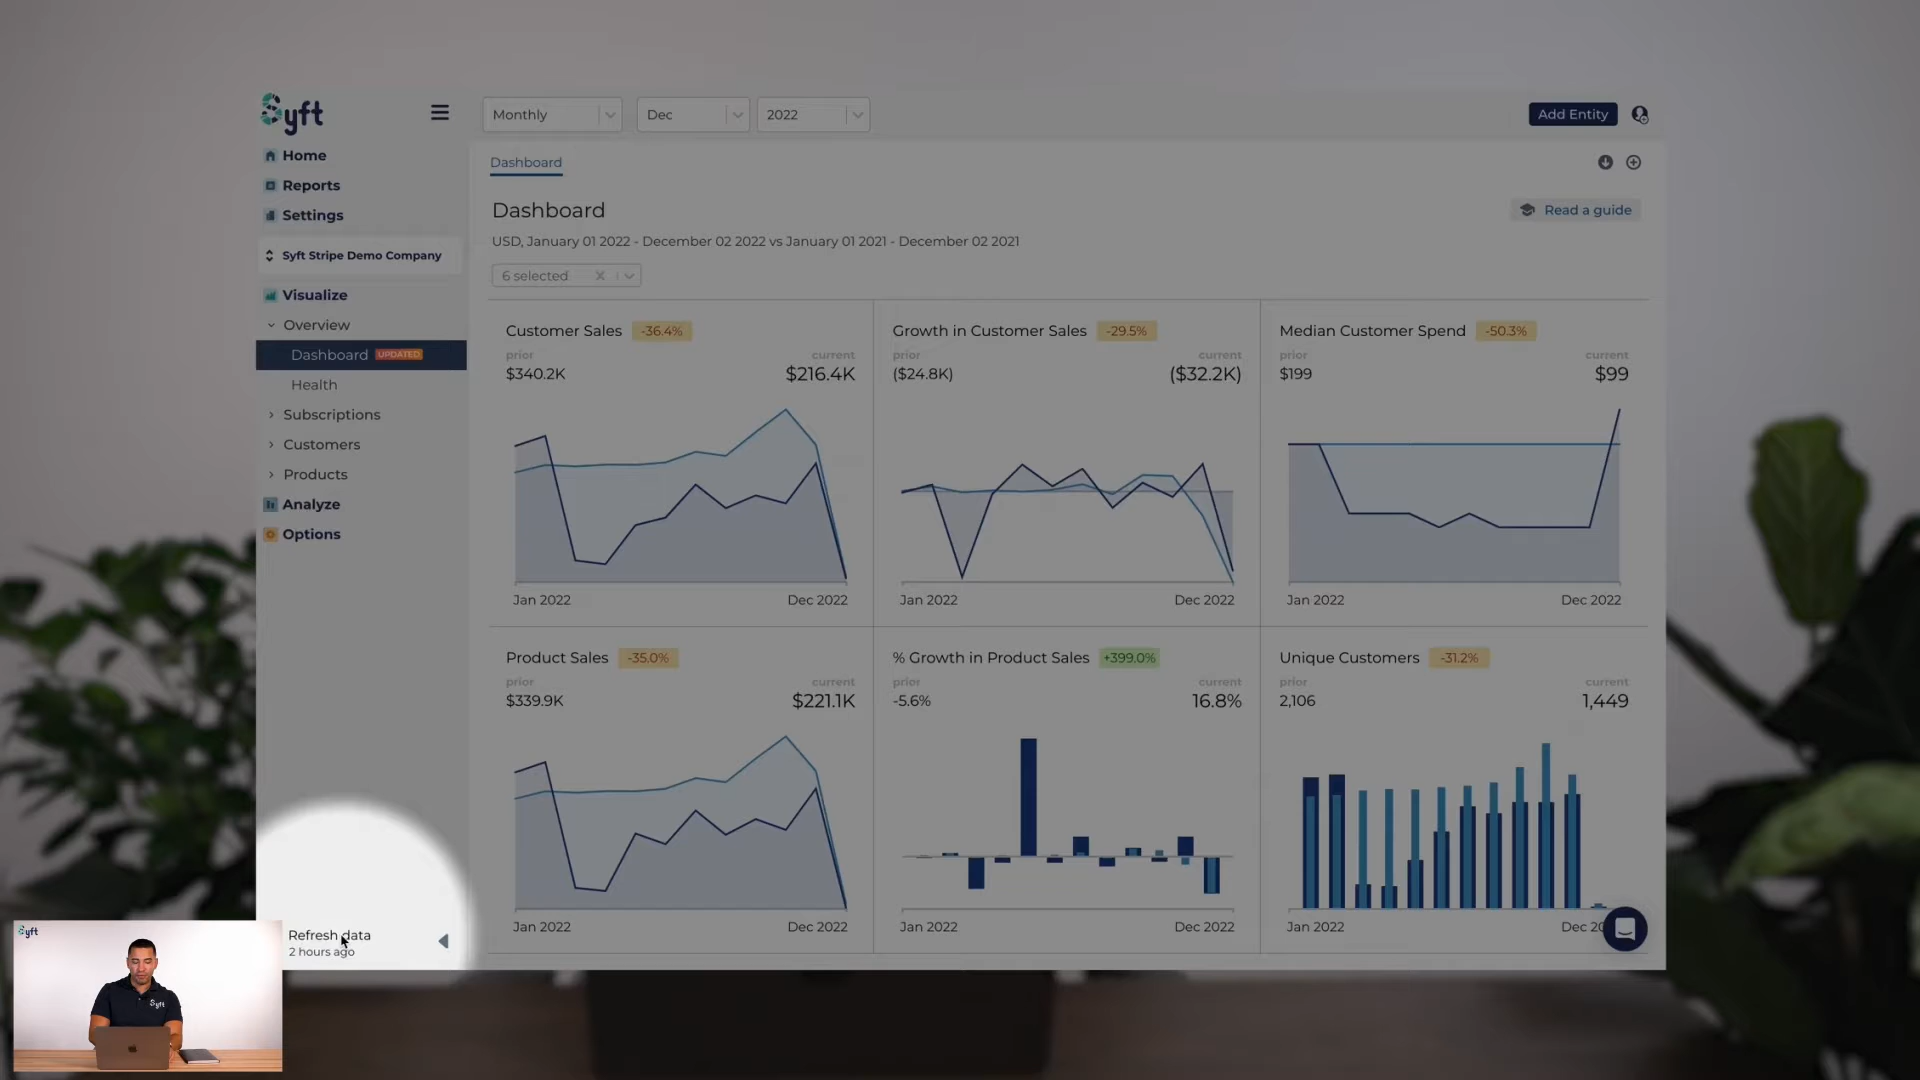 Syft
Monthly
Dec
2022
Add Entity
Home
Reports
Settings
Syft Stripe Demo Company
Visualize
Overview
Dashboard UPDATED
Health
Subscriptions
Customers
Products
Analyze
Options
Refresh data
2 hours ago
Dashboard
Dashboard
Read a guide
USD, January 01 2022 - December 02 2022 vs January 01 2021 - December 02 2021
6 selected
Customer Sales -36.4%
prior current
$340.2K $216.4K
Jan 2022 Dec 2022
Growth in Customer Sales -29.5%
prior current
($24.8K) ($32.2K)
Jan 2022 Dec 2022
Median Customer Spend -50.3%
prior current
$199 $99
Jan 2022 Dec 2022
Product Sales -35.0%
prior current
$339.9K $221.1K
Jan 2022 Dec 2022
% Growth in Product Sales +399.0%
prior current
-5.6% 16.8%
Jan 2022 Dec 2022
Unique Customers -31.2%
prior current
2,106 1,449
Jan 2022 Dec 20
Syft
Syft